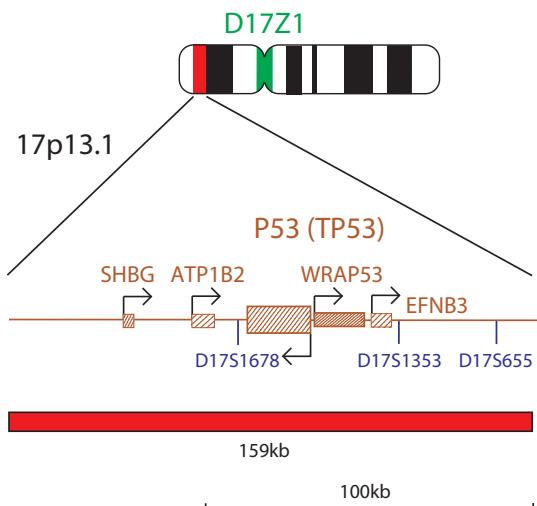 D17Z1
17p13.1
P53 (TP53)
SHBG ATP1B2 WRAP53
EFNB3
D17S1678 D17S1353 D17S655
159kb
100kb